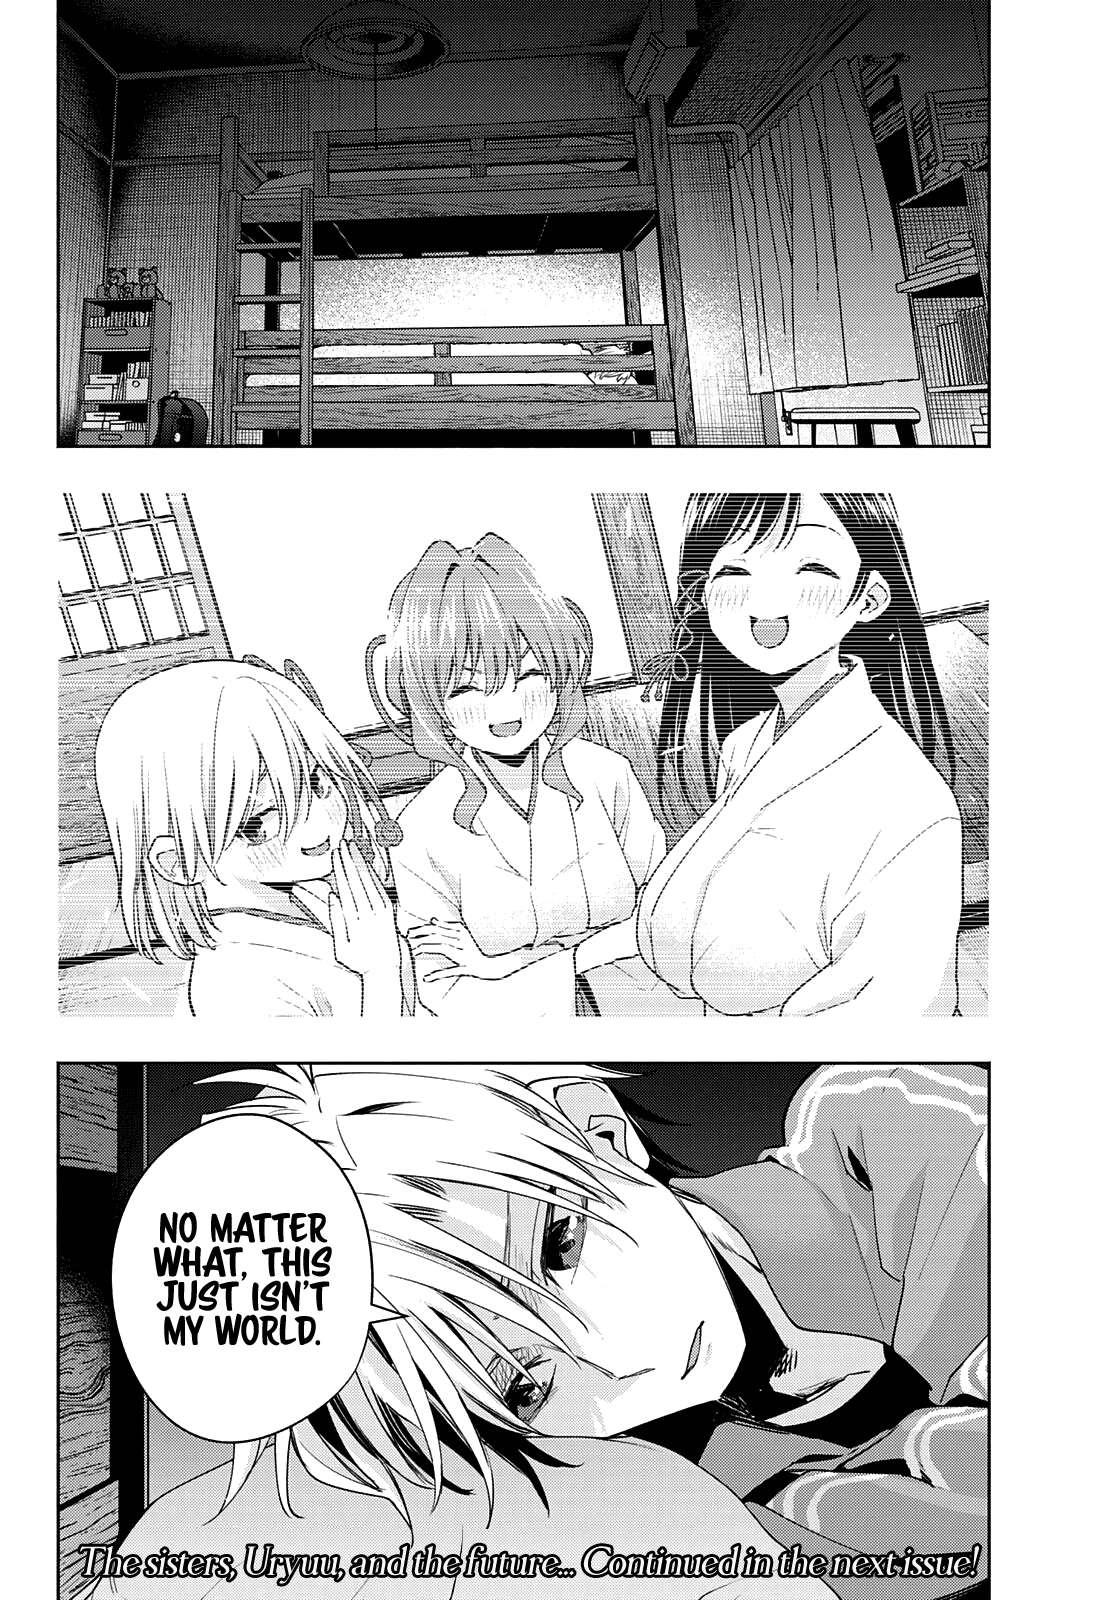 NO MATTER
WHAT, THIS
JUST ISN'T
MY WORLD.
The sisters, Uryuu, and the future... Continued in the next issue!